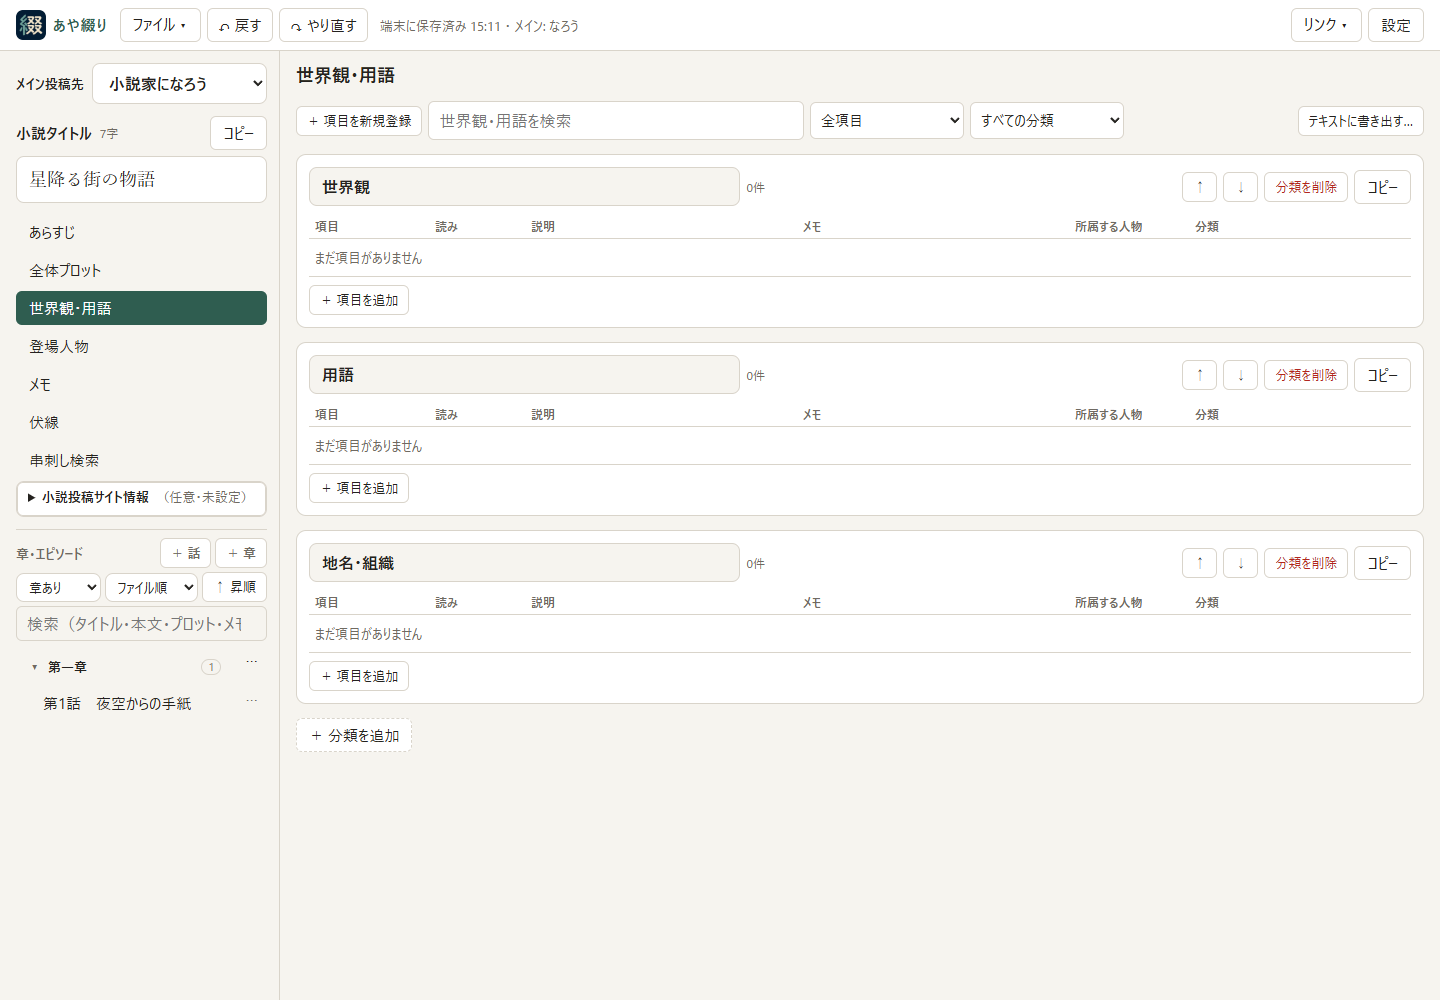 綴 あや綴り ファイル ▾ ↶ 戻す ↷ やり直す 端末に保存済み 15:11・メイン: なろう リンク ▾ 設定
メイン投稿先 小説家になろう
小説タイトル 7字 コピー
星降る街の物語
あらすじ
全体プロット
世界観・用語
登場人物
メモ
伏線
串刺し検索
▶ 小説投稿サイト情報 （任意・未設定）
章・エピソード ＋ 話 ＋ 章
章あり ファイル順 ↑ 昇順
検索（タイトル・本文・プロット・メモ
▾ 第一章 1 …
第1話　夜空からの手紙 …
世界観・用語
＋ 項目を新規登録 世界観・用語を検索 全項目 すべての分類 テキストに書き出す…
世界観 0件 ↑ ↓ 分類を削除 コピー
項目 読み 説明 メモ 所属する人物 分類
まだ項目がありません
＋ 項目を追加
用語 0件 ↑ ↓ 分類を削除 コピー
項目 読み 説明 メモ 所属する人物 分類
まだ項目がありません
＋ 項目を追加
地名・組織 0件 ↑ ↓ 分類を削除 コピー
項目 読み 説明 メモ 所属する人物 分類
まだ項目がありません
＋ 項目を追加
＋ 分類を追加